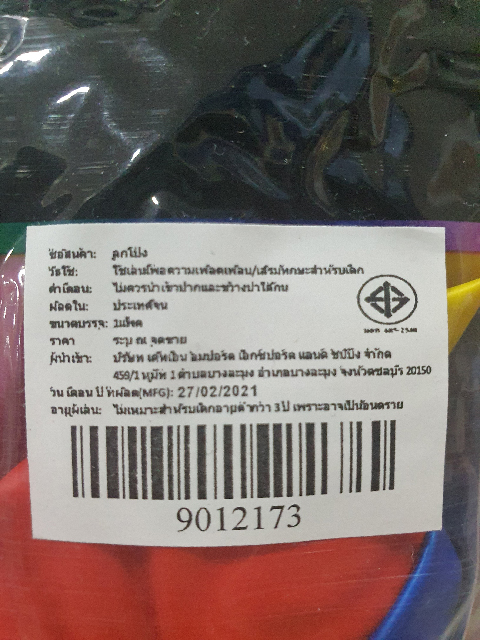 ชื่อสินค้า: ลูกโป่ง
วิธีใช้: ใช้เล่นเพื่อความเพลิดเพลิน/เสริมทักษะสำหรับเด็ก
คำเตือน: ไม่ควรนำเข้าปากและขว้างปาใส่กัน
ผลิตใน: ประเทศจีน
ขนาดบรรจุ: 1แพ็ค
ราคา ระบุ ณ จุดขาย
ผู้นำเข้า: บริษัท เค้ทเอ็น อิมปอร์ต เอ็กซ์ปอร์ต แอนด์ ชิปปิ้ง จำกัด
459/1 หมู่ที่ 1 ตำบลบางละมุง อำเภอบางละมุง จังหวัดชลบุรี 20150
วัน เดือน ปี ที่ผลิต(MFG): 27/02/2021
อายุผู้เล่น: ไม่เหมาะสำหรับเด็กอายุต่ำกว่า 3 ปี เพราะอาจเป็นอันตราย
มอก 685-2540
9012173